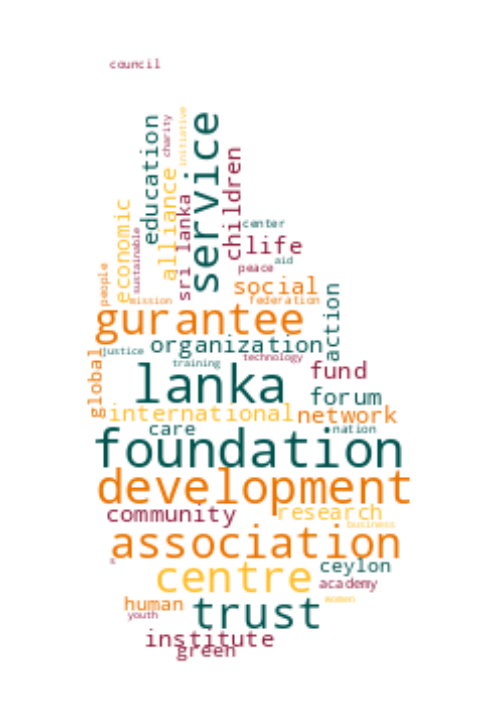 council
service
education
charity
initiative
children
alliance
sri lanka
economic
sustainable
center
life
aid
peace
people
social
mission
federation
gurantee
action
organization
justice
technology
training
global
fund
lanka
forum
international
network
care
nation
foundation
development
community
research
business
association
ceylon
centre
academy
human
women
trust
youth
institute
green